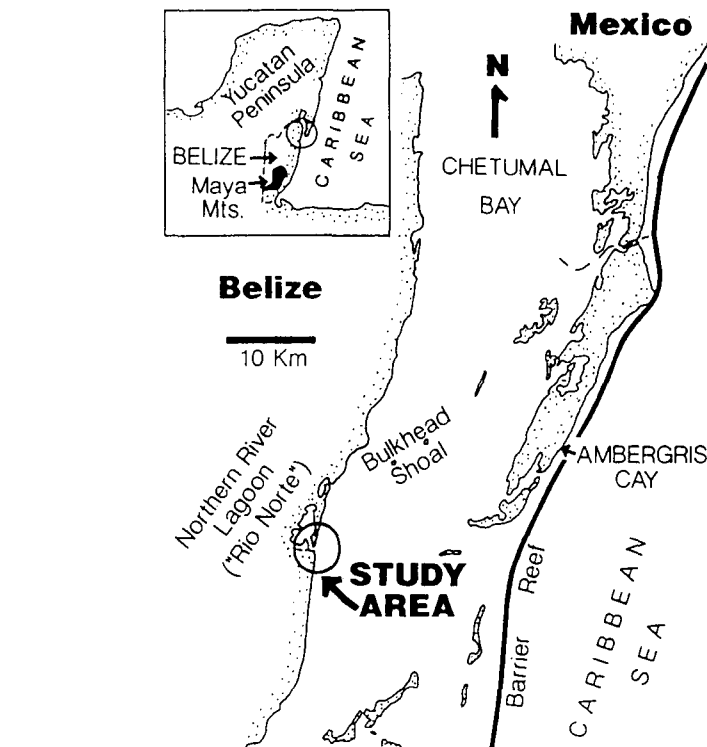 Mexico
Yucatan
Peninsula
CARIBBEAN
SEA
BELIZE
Maya
Mts.
N
CHETUMAL
BAY
Belize
10 Km
Bulkhead
Shoal
Northern River
Lagoon
("Rio Norte")
AMBERGRIS
CAY
STUDY
AREA
Barrier Reef
CARIBBEAN
SEA